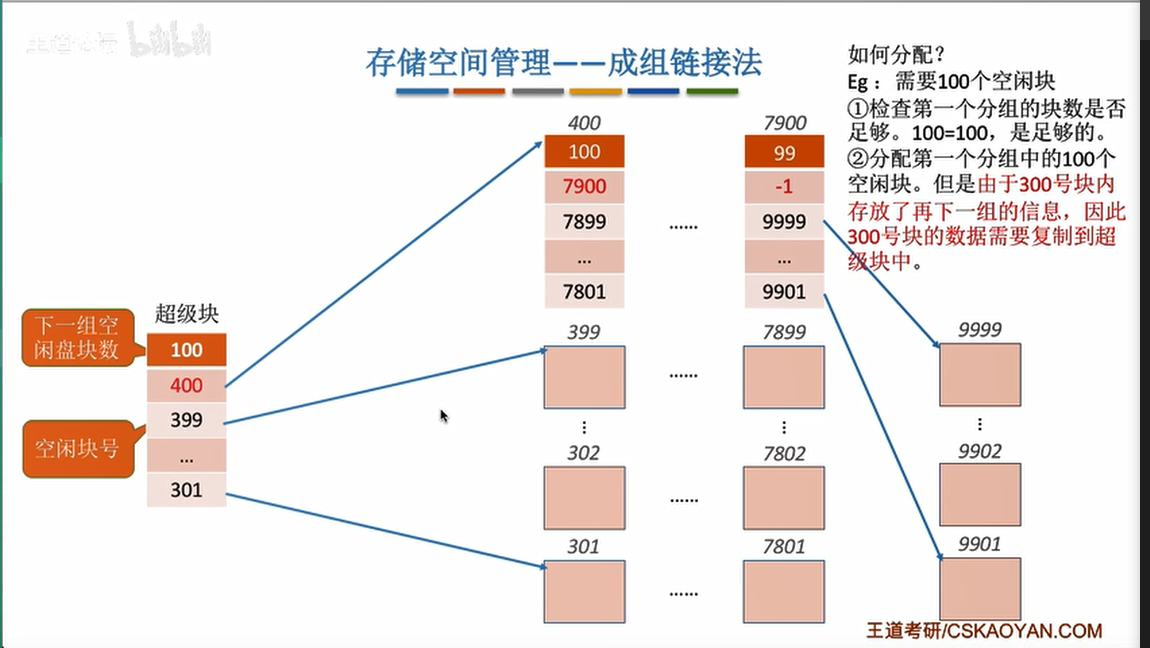 王道论坛 bilibili
存储空间管理——成组链接法
如何分配？
Eg：需要100个空闲块
①检查第一个分组的块数是否
足够。100=100，是足够的。
②分配第一个分组中的100个
空闲块。但是由于300号块内
存放了再下一组的信息，因此
300号块的数据需要复制到超
级块中。
400
100
7900
7899
...
7801
......
7900
99
-1
9999
...
9901
下一组空
闲盘块数
超级块
100
400
399
...
301
空闲块号
399
......
7899
9999
302
......
7802
9902
301
......
7801
9901
王道考研/CSKAOYAN.COM